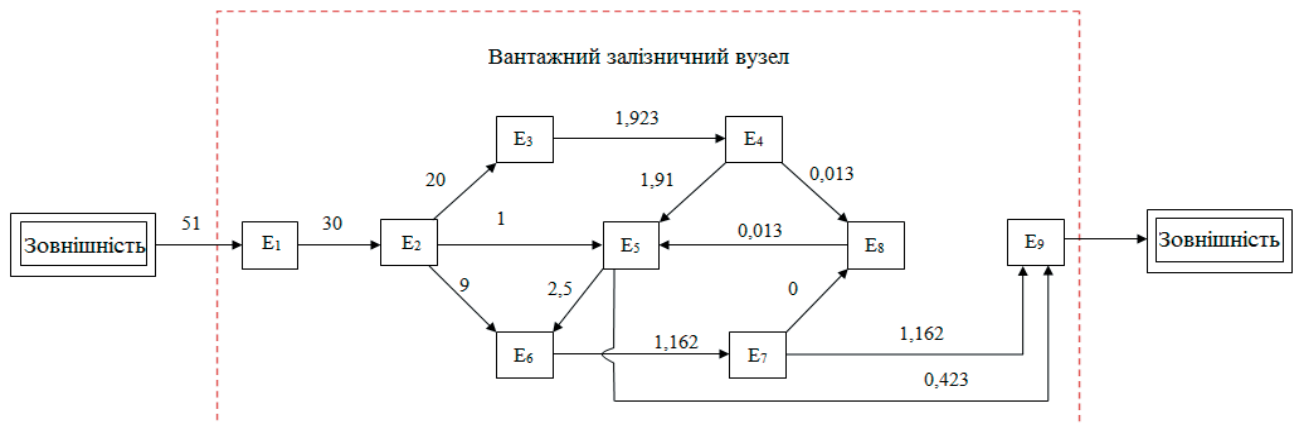 Вантажний залізничний вузел
E3
1,923
E4
20
1,91
0,013
Зовнішність
51
E1
30
E2
1
E5
0,013
E8
E9
Зовнішність
9
2,5
0
E6
1,162
E7
1,162
0,423